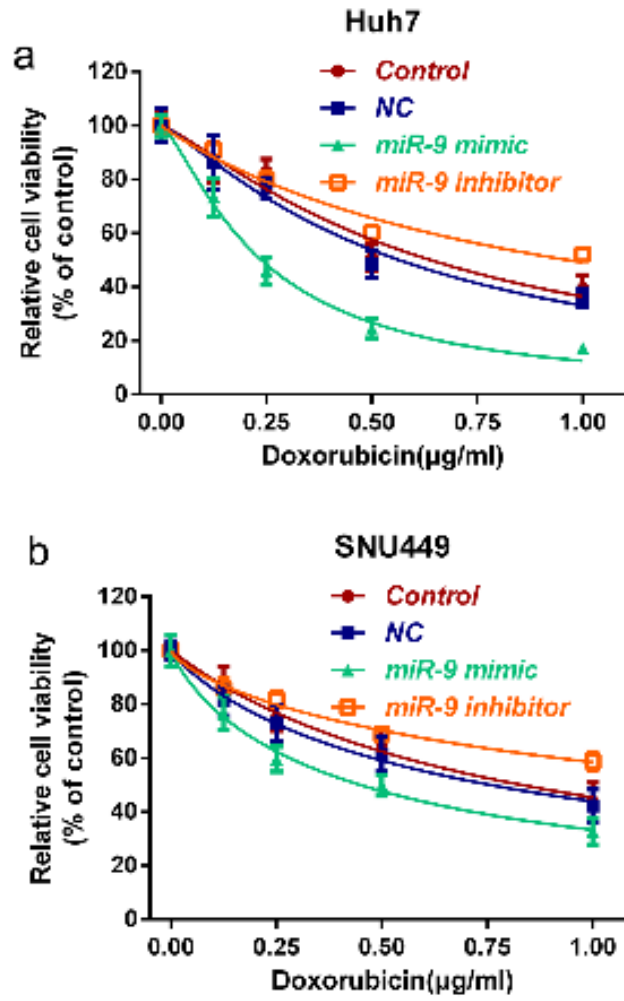 Huh7
a
Control
NC
miR-9 mimic
miR-9 Inhibitor
Relative cell viability
(% of control)
120
100
80
60
40
20
0
0.00 0.25 0.50 0.75 1.00
Doxorubicin(µg/ml)
b
SNU449
Control
NC
miR-9 mimic
miR-9 inhibitor
Relative cell viability
(% of control)
120
100
80
60
40
20
0
0.00 0.25 0.50 0.75 1.00
Doxorubicin(µg/ml)